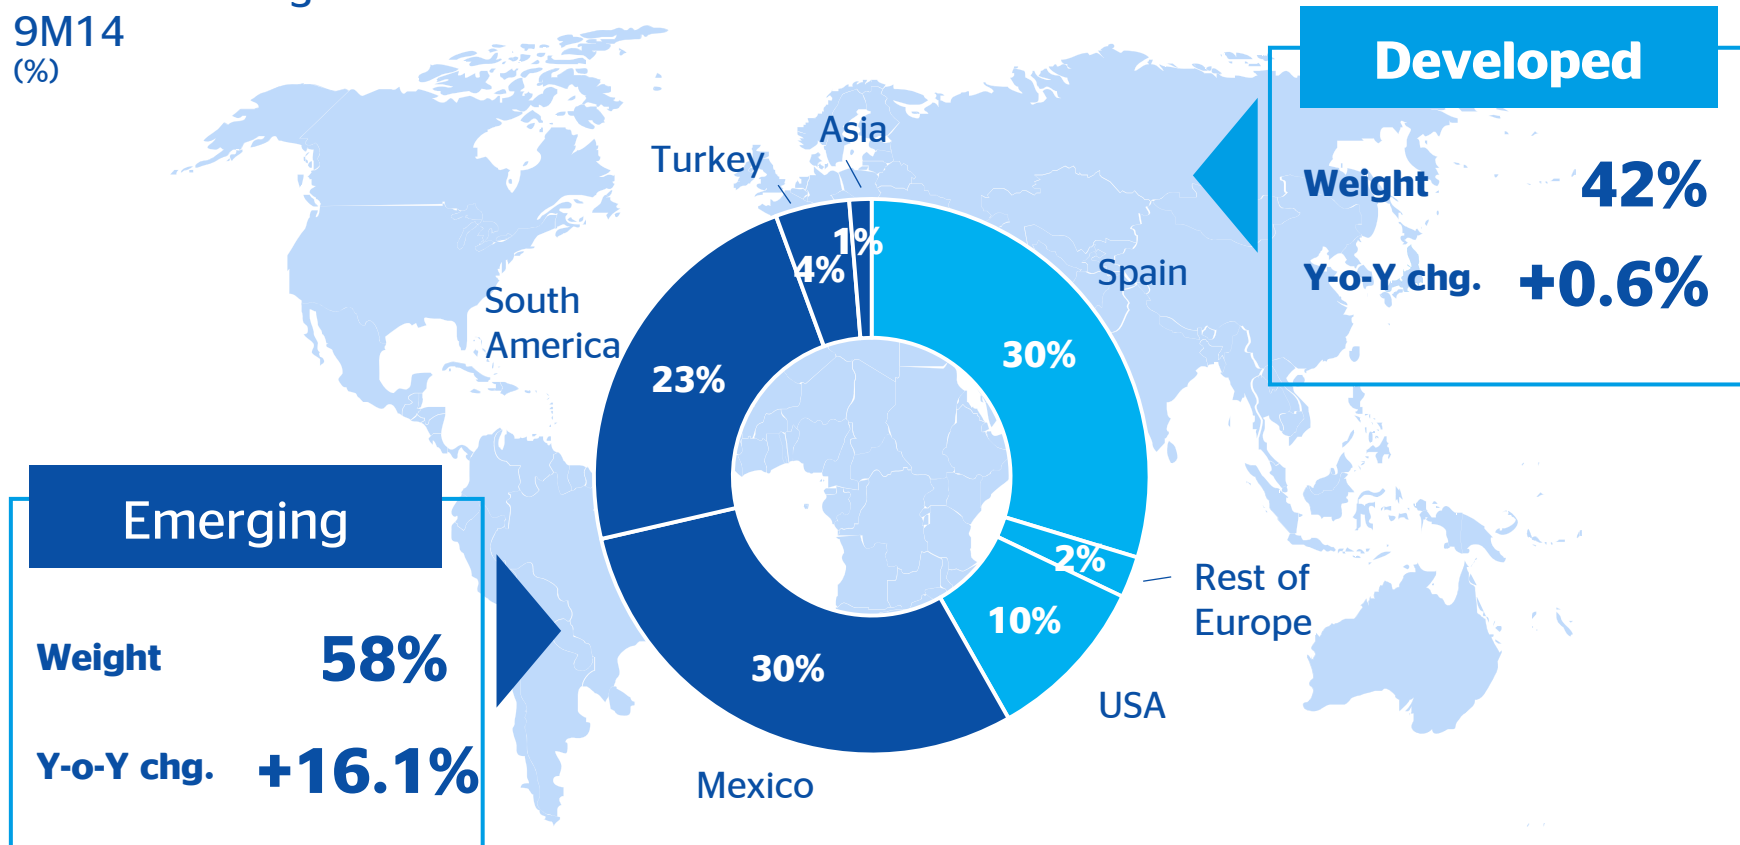 9M14
(%)
Developed
Weight 42%
Y-o-Y chg. +0.6%
Turkey
Asia
Spain
South
America
1%
4%
30%
23%
2%
10%
30%
Rest of
Europe
USA
Mexico
Emerging
Weight 58%
Y-o-Y chg. +16.1%